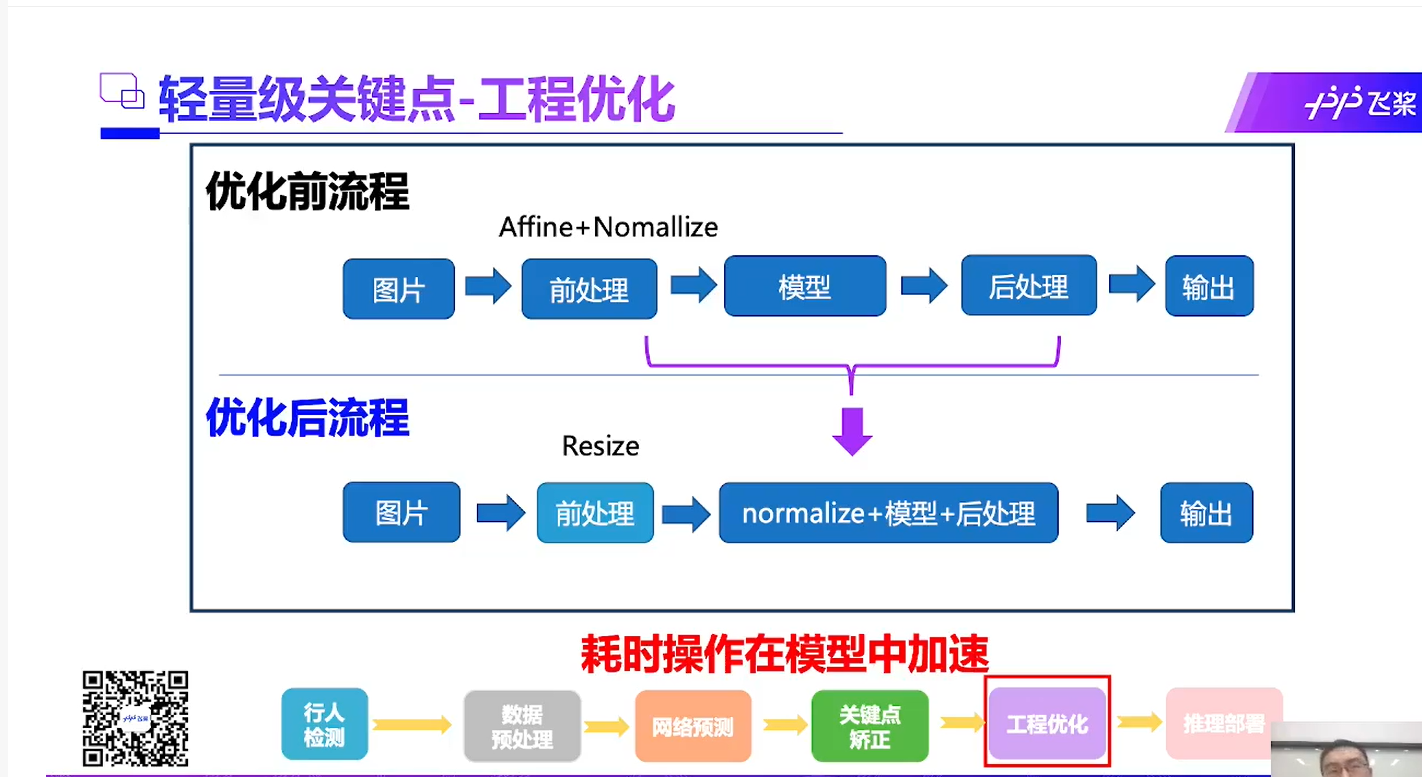 轻量级关键点-工程优化
飞桨
优化前流程
Affine+Nomallize
图片
前处理
模型
后处理
输出
优化后流程
Resize
图片
前处理
normalize+模型+后处理
输出
耗时操作在模型中加速
行人
检测
数据
预处理
网络预测
关键点
矫正
工程优化
推理部署